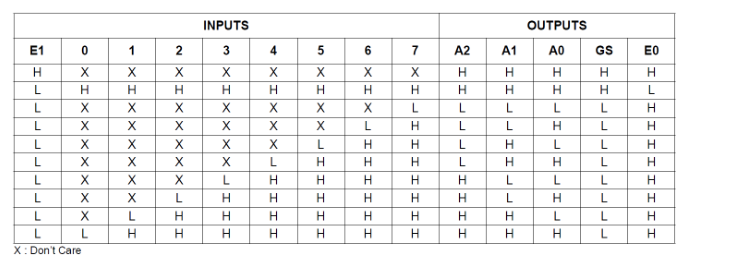 INPUTS OUTPUTS
E1 0 1 2 3 4 5 6 7 A2 A1 A0 GS E0
H X X X X X X X X H H H H H
L H H H H H H H H H H H H L
L X X X X X X X L L L L L H
L X X X X X X L H L L H L H
L X X X X X L H H L H L L H
L X X X X L H H H L H H L H
L X X X L H H H H H L L L H
L X X L H H H H H H L H L H
L X L H H H H H H H H L L H
L L H H H H H H H H H H L H
X : Don't Care